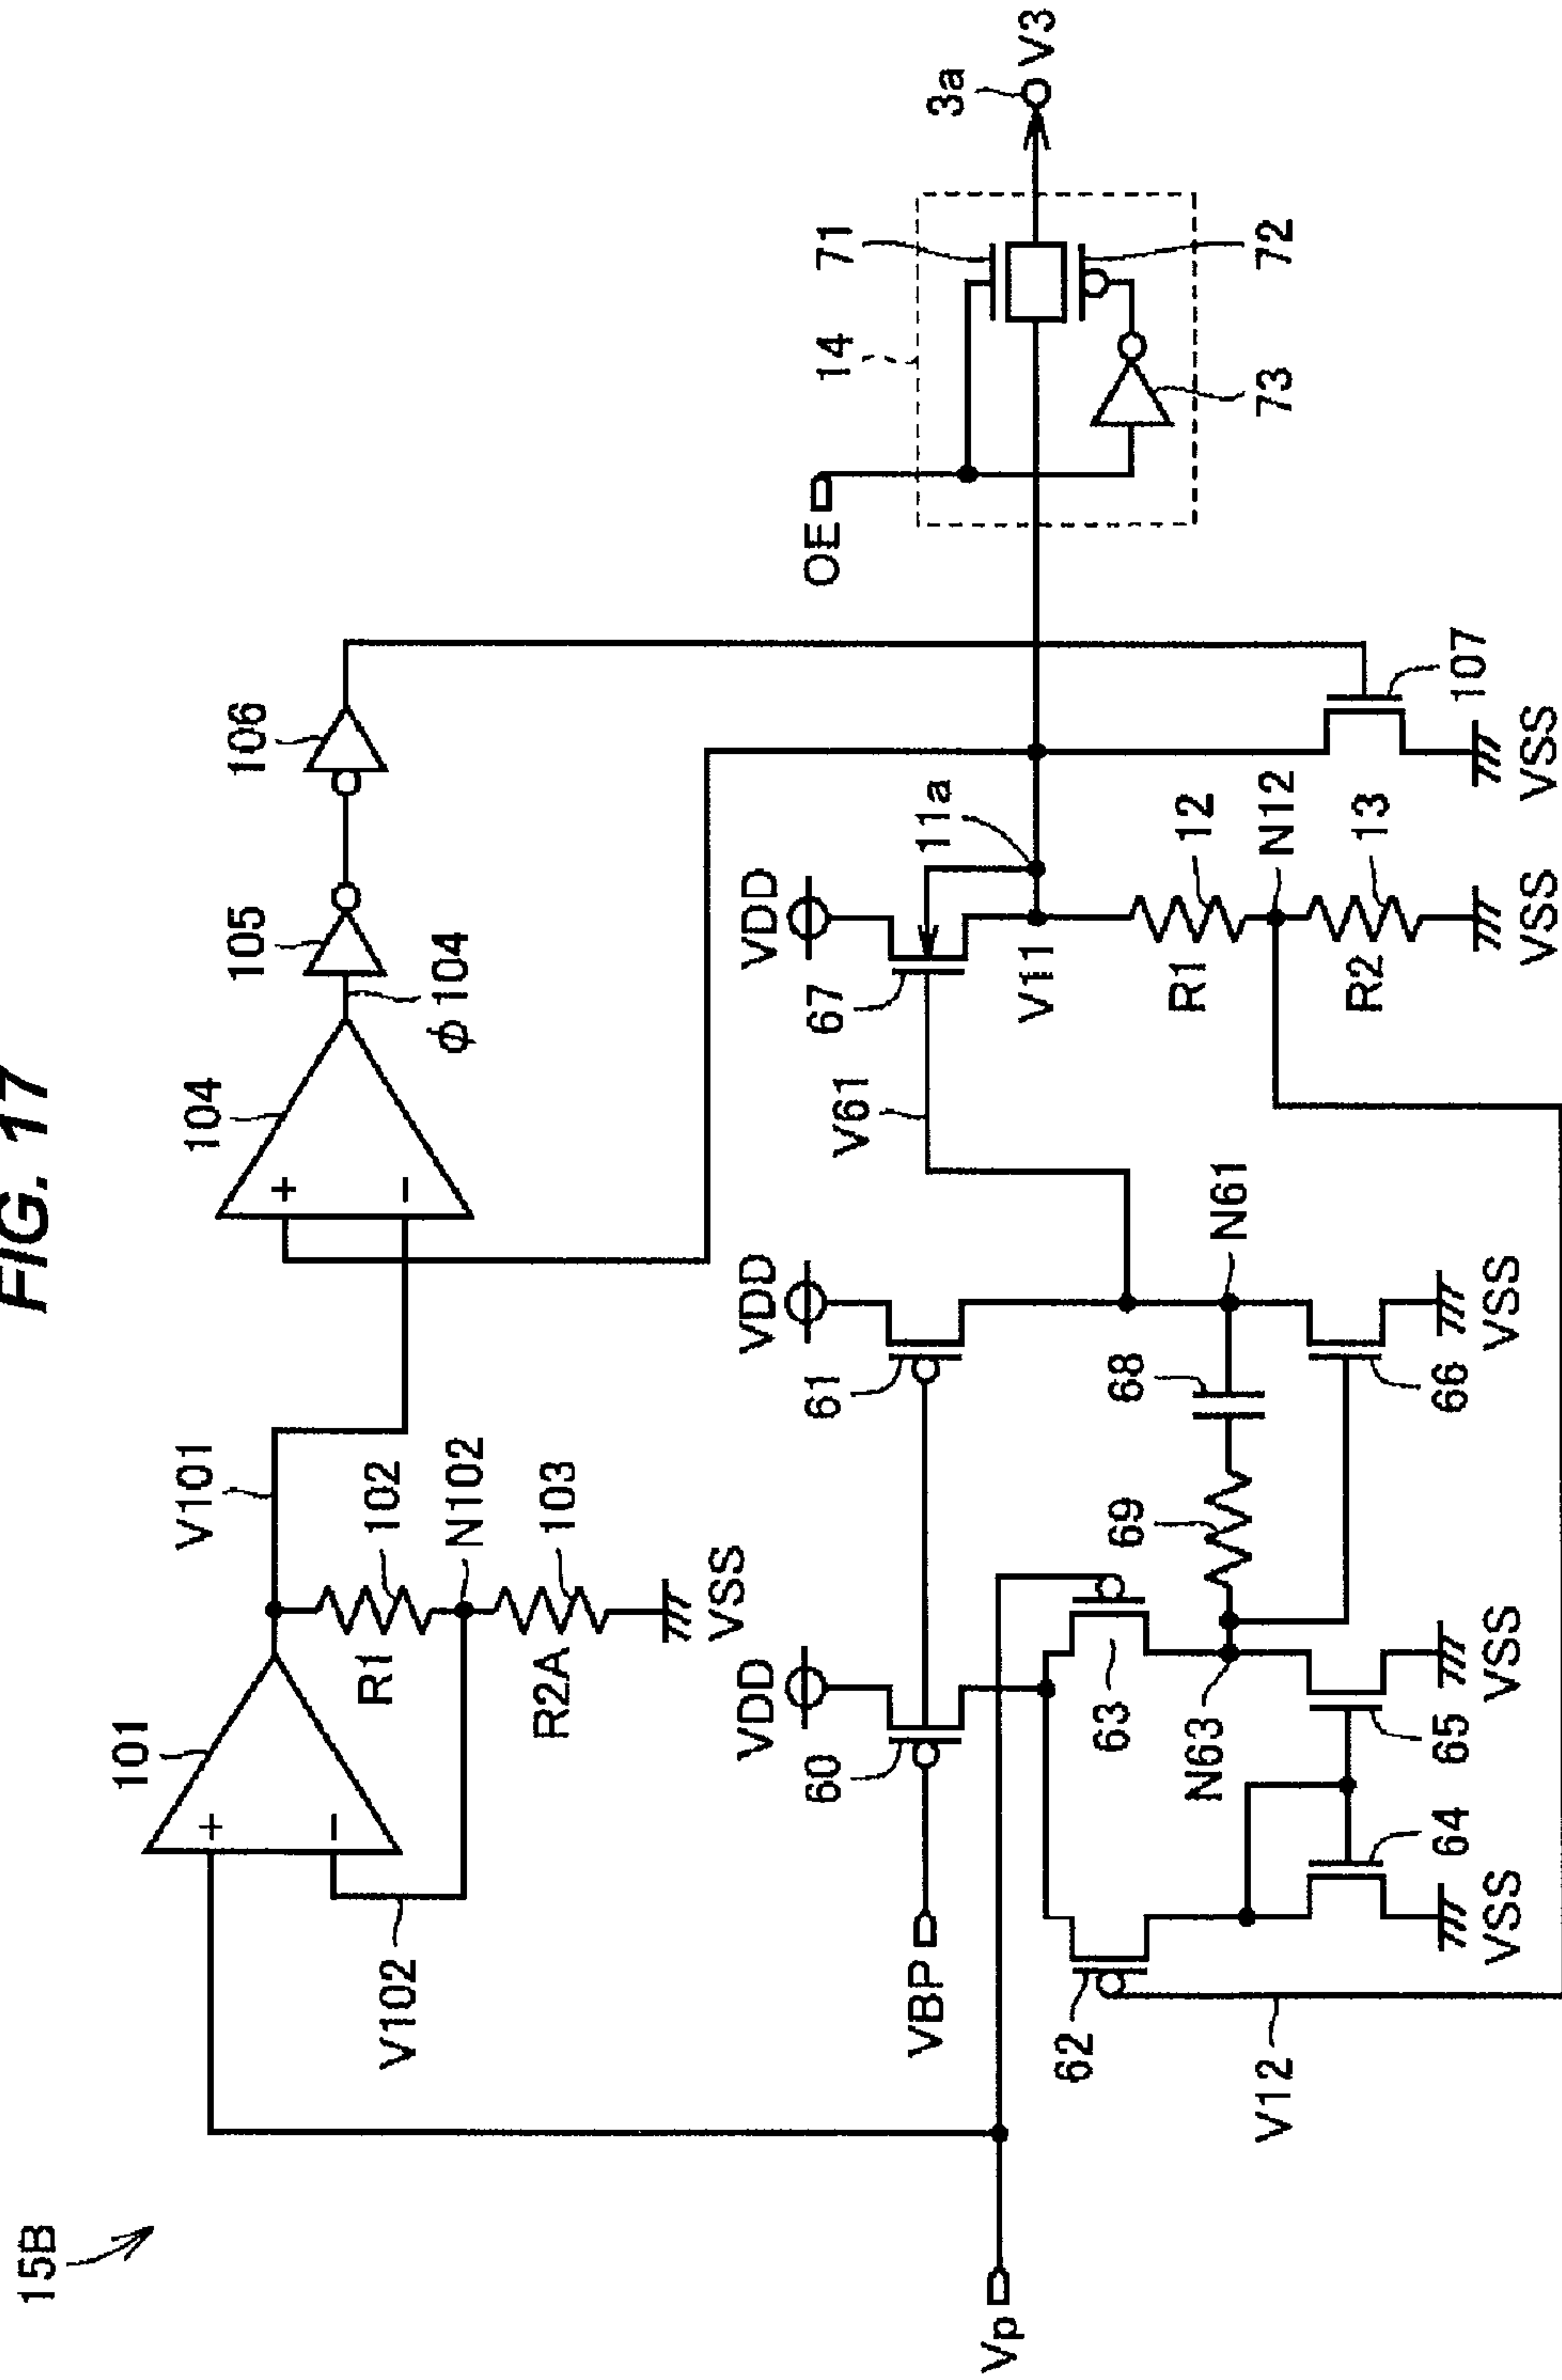 FIG. 17
15B
101
V101
104
105
106
+
−
+
−
φ104
R1
102
N102
V102
R2A
103
VSS
VDD
VDD
VDD
60
61
67
V61
11a
OE
14
71
3a
V3
VBP
Vp
62
63
69
68
N61
V11
R1
12
N12
72
73
N63
R2
13
107
64
65
66
V12
VSS
VSS
VSS
VSS
VSS